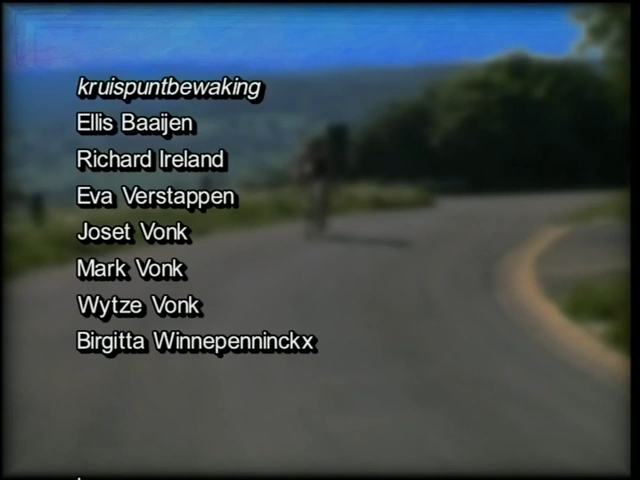 kruispuntbewaking
Ellis Baaijen
Richard Ireland
Eva Verstappen
Joset Vonk
Mark Vonk
Wytze Vonk
Birgitta Winnepenninckx